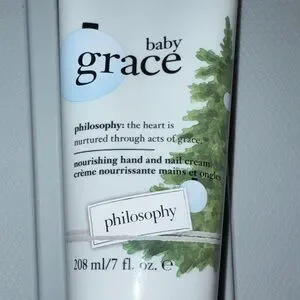 baby
grace
philosophy: the heart is
nurtured through acts of grace.™
nourishing hand and nail cream
crème nourrissante mains et ongles
philosophy
208 ml/7 fl. oz. e